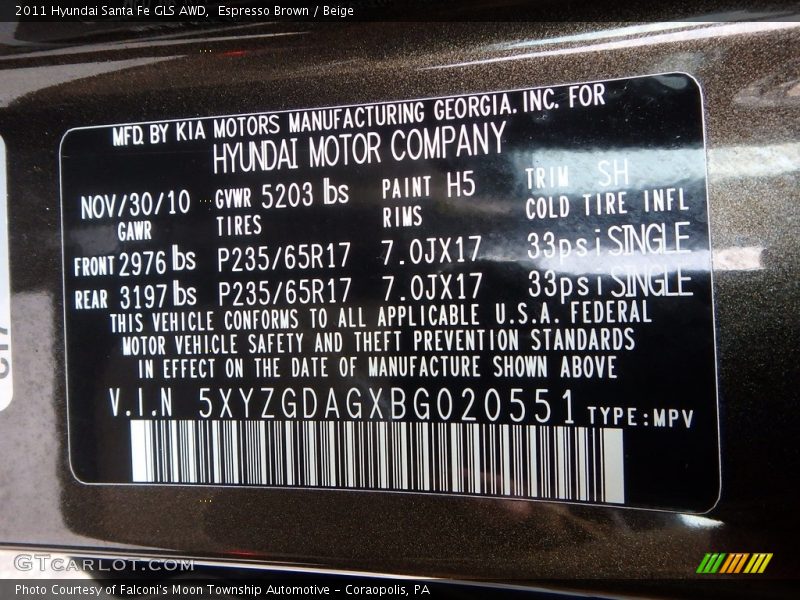 2011 Hyundai Santa Fe GLS AWD, Espresso Brown / Beige
MFD. BY KIA MOTORS MANUFACTURING GEORGIA. INC. FOR
HYUNDAI MOTOR COMPANY
NOV/30/10 GVWR 5203 lbs PAINT H5 TRIM SH
GAWR TIRES RIMS COLD TIRE INFL
FRONT 2976 lbs P235/65R17 7.0JX17 33psi SINGLE
REAR 3197 lbs P235/65R17 7.0JX17 33psi SINGLE
THIS VEHICLE CONFORMS TO ALL APPLICABLE U.S.A. FEDERAL
MOTOR VEHICLE SAFETY AND THEFT PREVENTION STANDARDS
IN EFFECT ON THE DATE OF MANUFACTURE SHOWN ABOVE
V.I.N 5XYZGDAGXBG020551 TYPE:MPV
GTCARLOT.COM
Photo Courtesy of Falconi's Moon Township Automotive - Coraopolis, PA